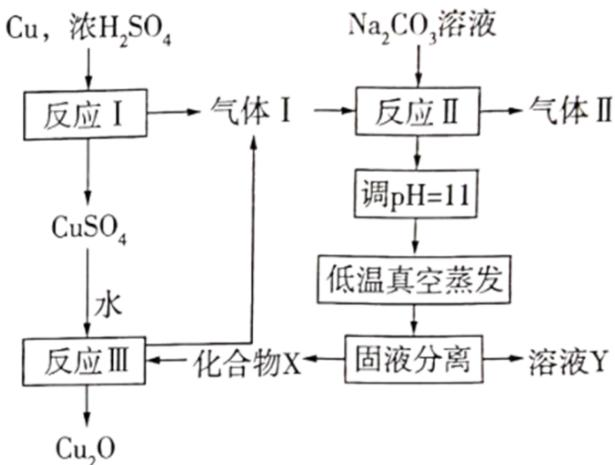 Cu，浓H₂SO₄
Na₂CO₃溶液
反应Ⅰ
气体Ⅰ
反应Ⅱ
气体Ⅱ
调pH=11
CuSO₄
低温真空蒸发
水
反应Ⅲ
化合物X
固液分离
溶液Y
Cu₂O